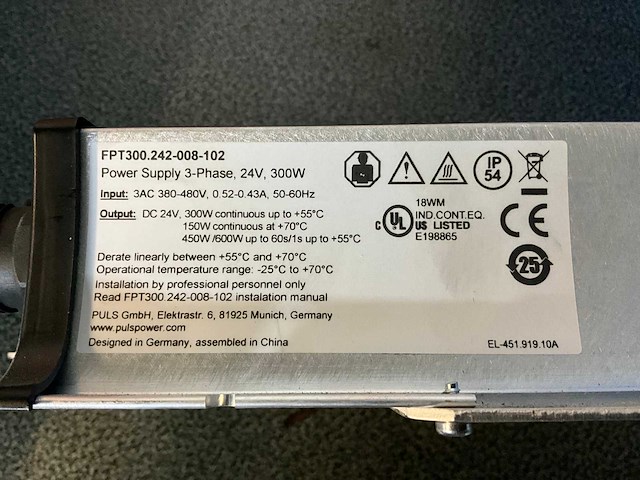 FPT300.242-008-102
Power Supply 3-Phase, 24V, 300W
Input: 3AC 380-480V, 0.52-0.43A, 50-60Hz
Output: DC 24V, 300W continuous up to +55°C
150W continuous at +70°C
450W /600W up to 60s/1s up to +55°C
Derate linearly between +55°C and +70°C
Operational temperature range: -25°C to +70°C
Installation by professional personnel only
Read FPT300.242-008-102 instalation manual
PULS GmbH, Elektrastr. 6, 81925 Munich, Germany
www.pulspower.com
Designed in Germany, assembled in China
IP
54
18WM
IND.CONT.EQ.
C UL US LISTED
E198865
CE
25
EL-451.919.10A